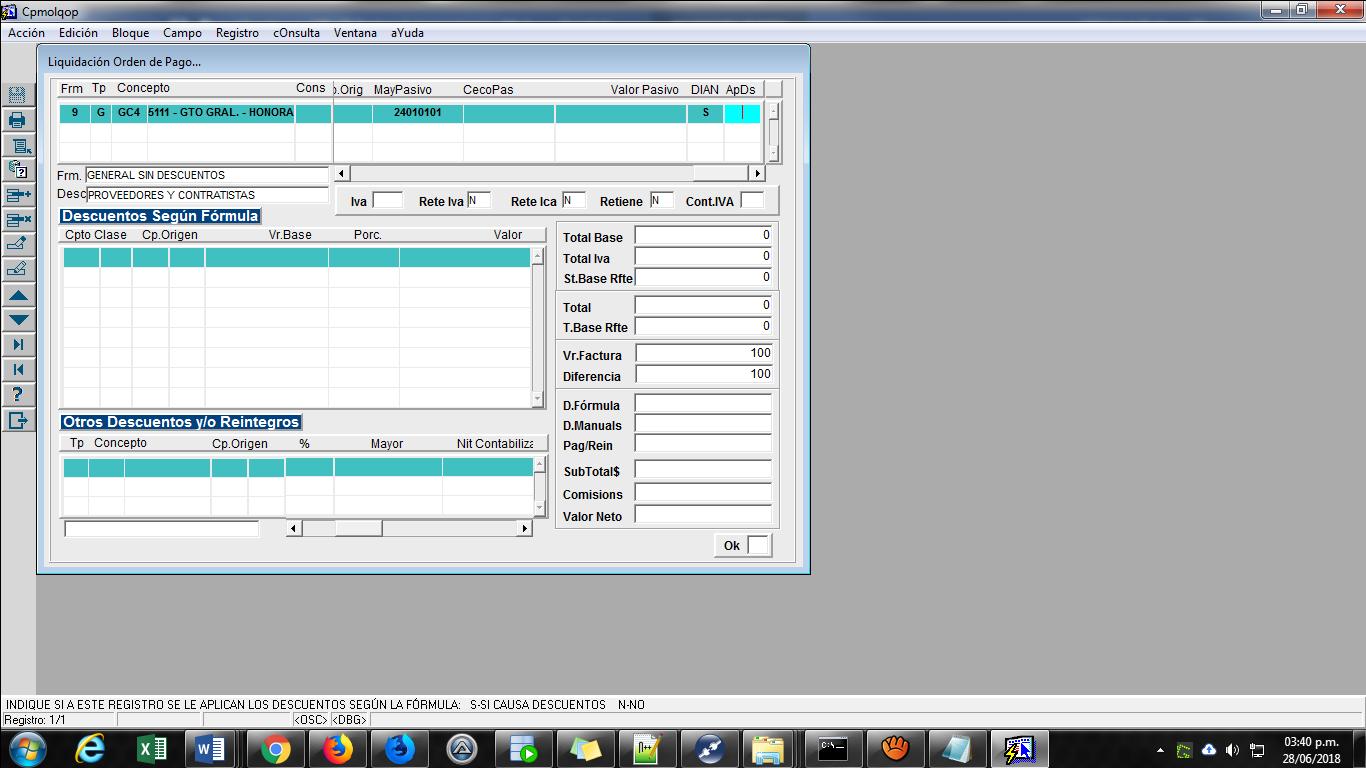 Cpmolqop
Acción Edición Bloque Campo Registro cOnsulta Ventana aYuda
Liquidación Orden de Pago...
Frm Tp Concepto Cons p.Orig MayPasivo CecoPas Valor Pasivo DIAN ApDs
9 G GC4 5111 - GTO GRAL. - HONORA 24010101 S
Frm. GENERAL SIN DESCUENTOS
Desc PROVEEDORES Y CONTRATISTAS
Iva Rete Iva N Rete Ica N Retiene N Cont.IVA
Descuentos Según Fórmula
Cpto Clase Cp.Origen Vr.Base Porc. Valor
Total Base 0
Total Iva 0
St.Base Rfte 0
Total 0
T.Base Rfte 0
Vr.Factura 100
Diferencia 100
D.Fórmula
D.Manuals
Pag/Rein
SubTotal$
Comisions
Valor Neto
Otros Descuentos y/o Reintegros
Tp Concepto Cp.Origen % Mayor Nit Contabiliza
Ok
INDIQUE SI A ESTE REGISTRO SE LE APLICAN LOS DESCUENTOS SEGÚN LA FÓRMULA: S-SI CAUSA DESCUENTOS N-NO
Registro: 1/1 <OSC> <DBG>
03:40 p.m.
28/06/2018